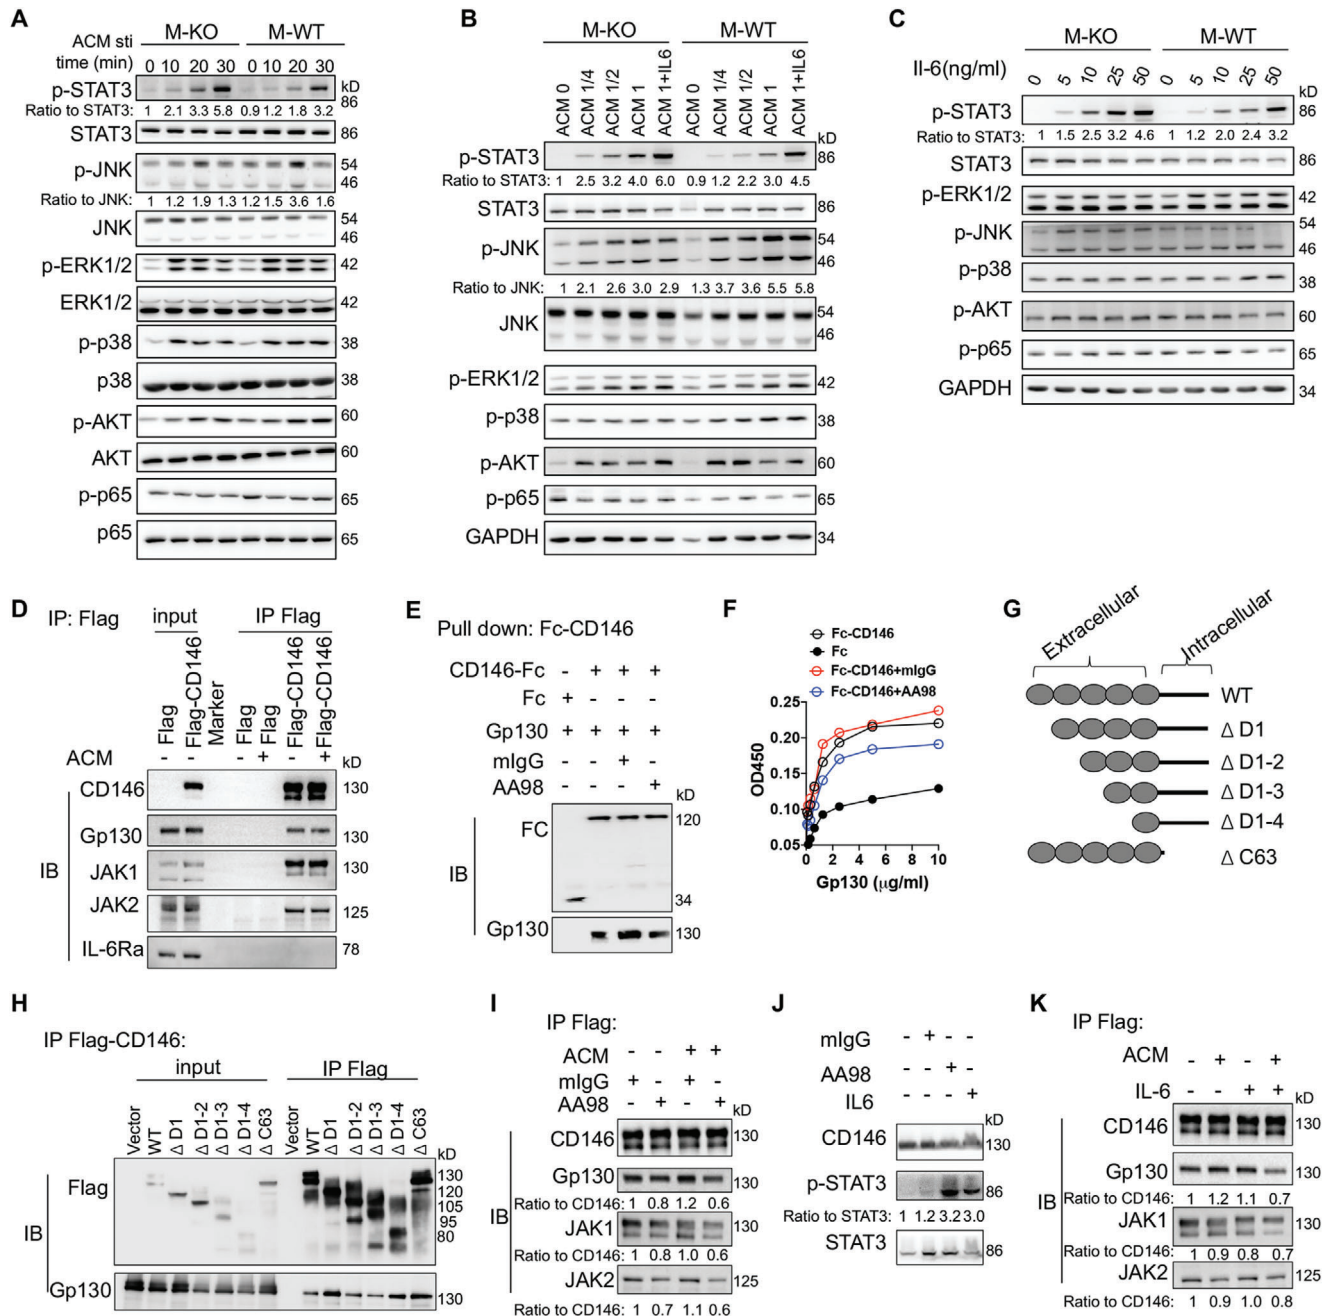 A
ACM sti
time (min)
M-KO
M-WT
0 10 20 30 0 10 20 30
kD
p-STAT3
86
Ratio to STAT3: 1 2.1 3.3 5.8 0.9 1.2 1.8 3.2
STAT3
86
p-JNK
54
46
Ratio to JNK: 1 1.2 1.9 1.3 1.2 1.5 3.6 1.6
JNK
54
46
p-ERK1/2
42
ERK1/2
42
p-p38
38
p38
38
p-AKT
60
AKT
60
p-p65
65
p65
65
B
M-KO
M-WT
ACM 0
ACM 1/4
ACM 1/2
ACM 1
ACM 1+IL6
ACM 0
ACM 1/4
ACM 1/2
ACM 1
ACM 1+IL6
kD
p-STAT3
86
Ratio to STAT3: 1 2.5 3.2 4.0 6.0 0.9 1.2 2.2 3.0 4.5
STAT3
86
p-JNK
54
46
Ratio to JNK: 1 2.1 2.6 3.0 2.9 1.3 3.7 3.6 5.5 5.8
JNK
54
46
p-ERK1/2
42
p-p38
38
p-AKT
60
p-p65
65
GAPDH
34
C
M-KO
M-WT
Il-6(ng/ml)
0 5 10 25 50 0 5 10 25 50
kD
p-STAT3
86
Ratio to STAT3: 1 1.5 2.5 3.2 4.6 1 1.2 2.0 2.4 3.2
STAT3
86
p-ERK1/2
42
p-JNK
54
46
p-p38
38
p-AKT
60
p-p65
65
GAPDH
34
D
IP: Flag
input
IP Flag
Flag
Flag-CD146
Marker
Flag
Flag
Flag-CD146
Flag-CD146
ACM - - - + - +
kD
IB
CD146
130
Gp130
130
JAK1
130
JAK2
125
IL-6Ra
78
E
Pull down: Fc-CD146
CD146-Fc - + + +
Fc + - - -
Gp130 + + + +
mIgG - - + -
AA98 - - - +
kD
IB
FC
120
34
Gp130
130
F
Fc-CD146
Fc
Fc-CD146+mIgG
Fc-CD146+AA98
OD450
0.25
0.20
0.15
0.10
0.05
0 2 4 6 8 10
Gp130 (μg/ml)
G
Extracellular
Intracellular
WT
Δ D1
Δ D1-2
Δ D1-3
Δ D1-4
Δ C63
H
IP Flag-CD146:
input
IP Flag
Vector
WT
Δ D1
Δ D1-2
Δ D1-3
Δ D1-4
Δ C63
Vector
WT
Δ D1
Δ D1-2
Δ D1-3
Δ D1-4
Δ C63
kD
IB
Flag
130
120
105
95
80
Gp130
130
I
IP Flag:
ACM - - + +
mIgG + - + -
AA98 - + - +
kD
IB
CD146
130
Gp130
130
Ratio to CD146: 1 0.8 1.2 0.6
JAK1
130
Ratio to CD146: 1 0.8 1.0 0.6
JAK2
125
Ratio to CD146: 1 0.7 1.1 0.6
J
mIgG - + - -
AA98 - - + -
IL6 - - - +
kD
CD146
130
p-STAT3
86
Ratio to STAT3: 1 1.2 3.2 3.0
STAT3
86
K
IP Flag:
ACM - + - +
IL-6 - - + +
kD
IB
CD146
130
Gp130
130
Ratio to CD146: 1 1.2 1.1 0.7
JAK1
130
Ratio to CD146: 1 0.9 0.8 0.7
JAK2
125
Ratio to CD146: 1 0.9 1.0 0.8